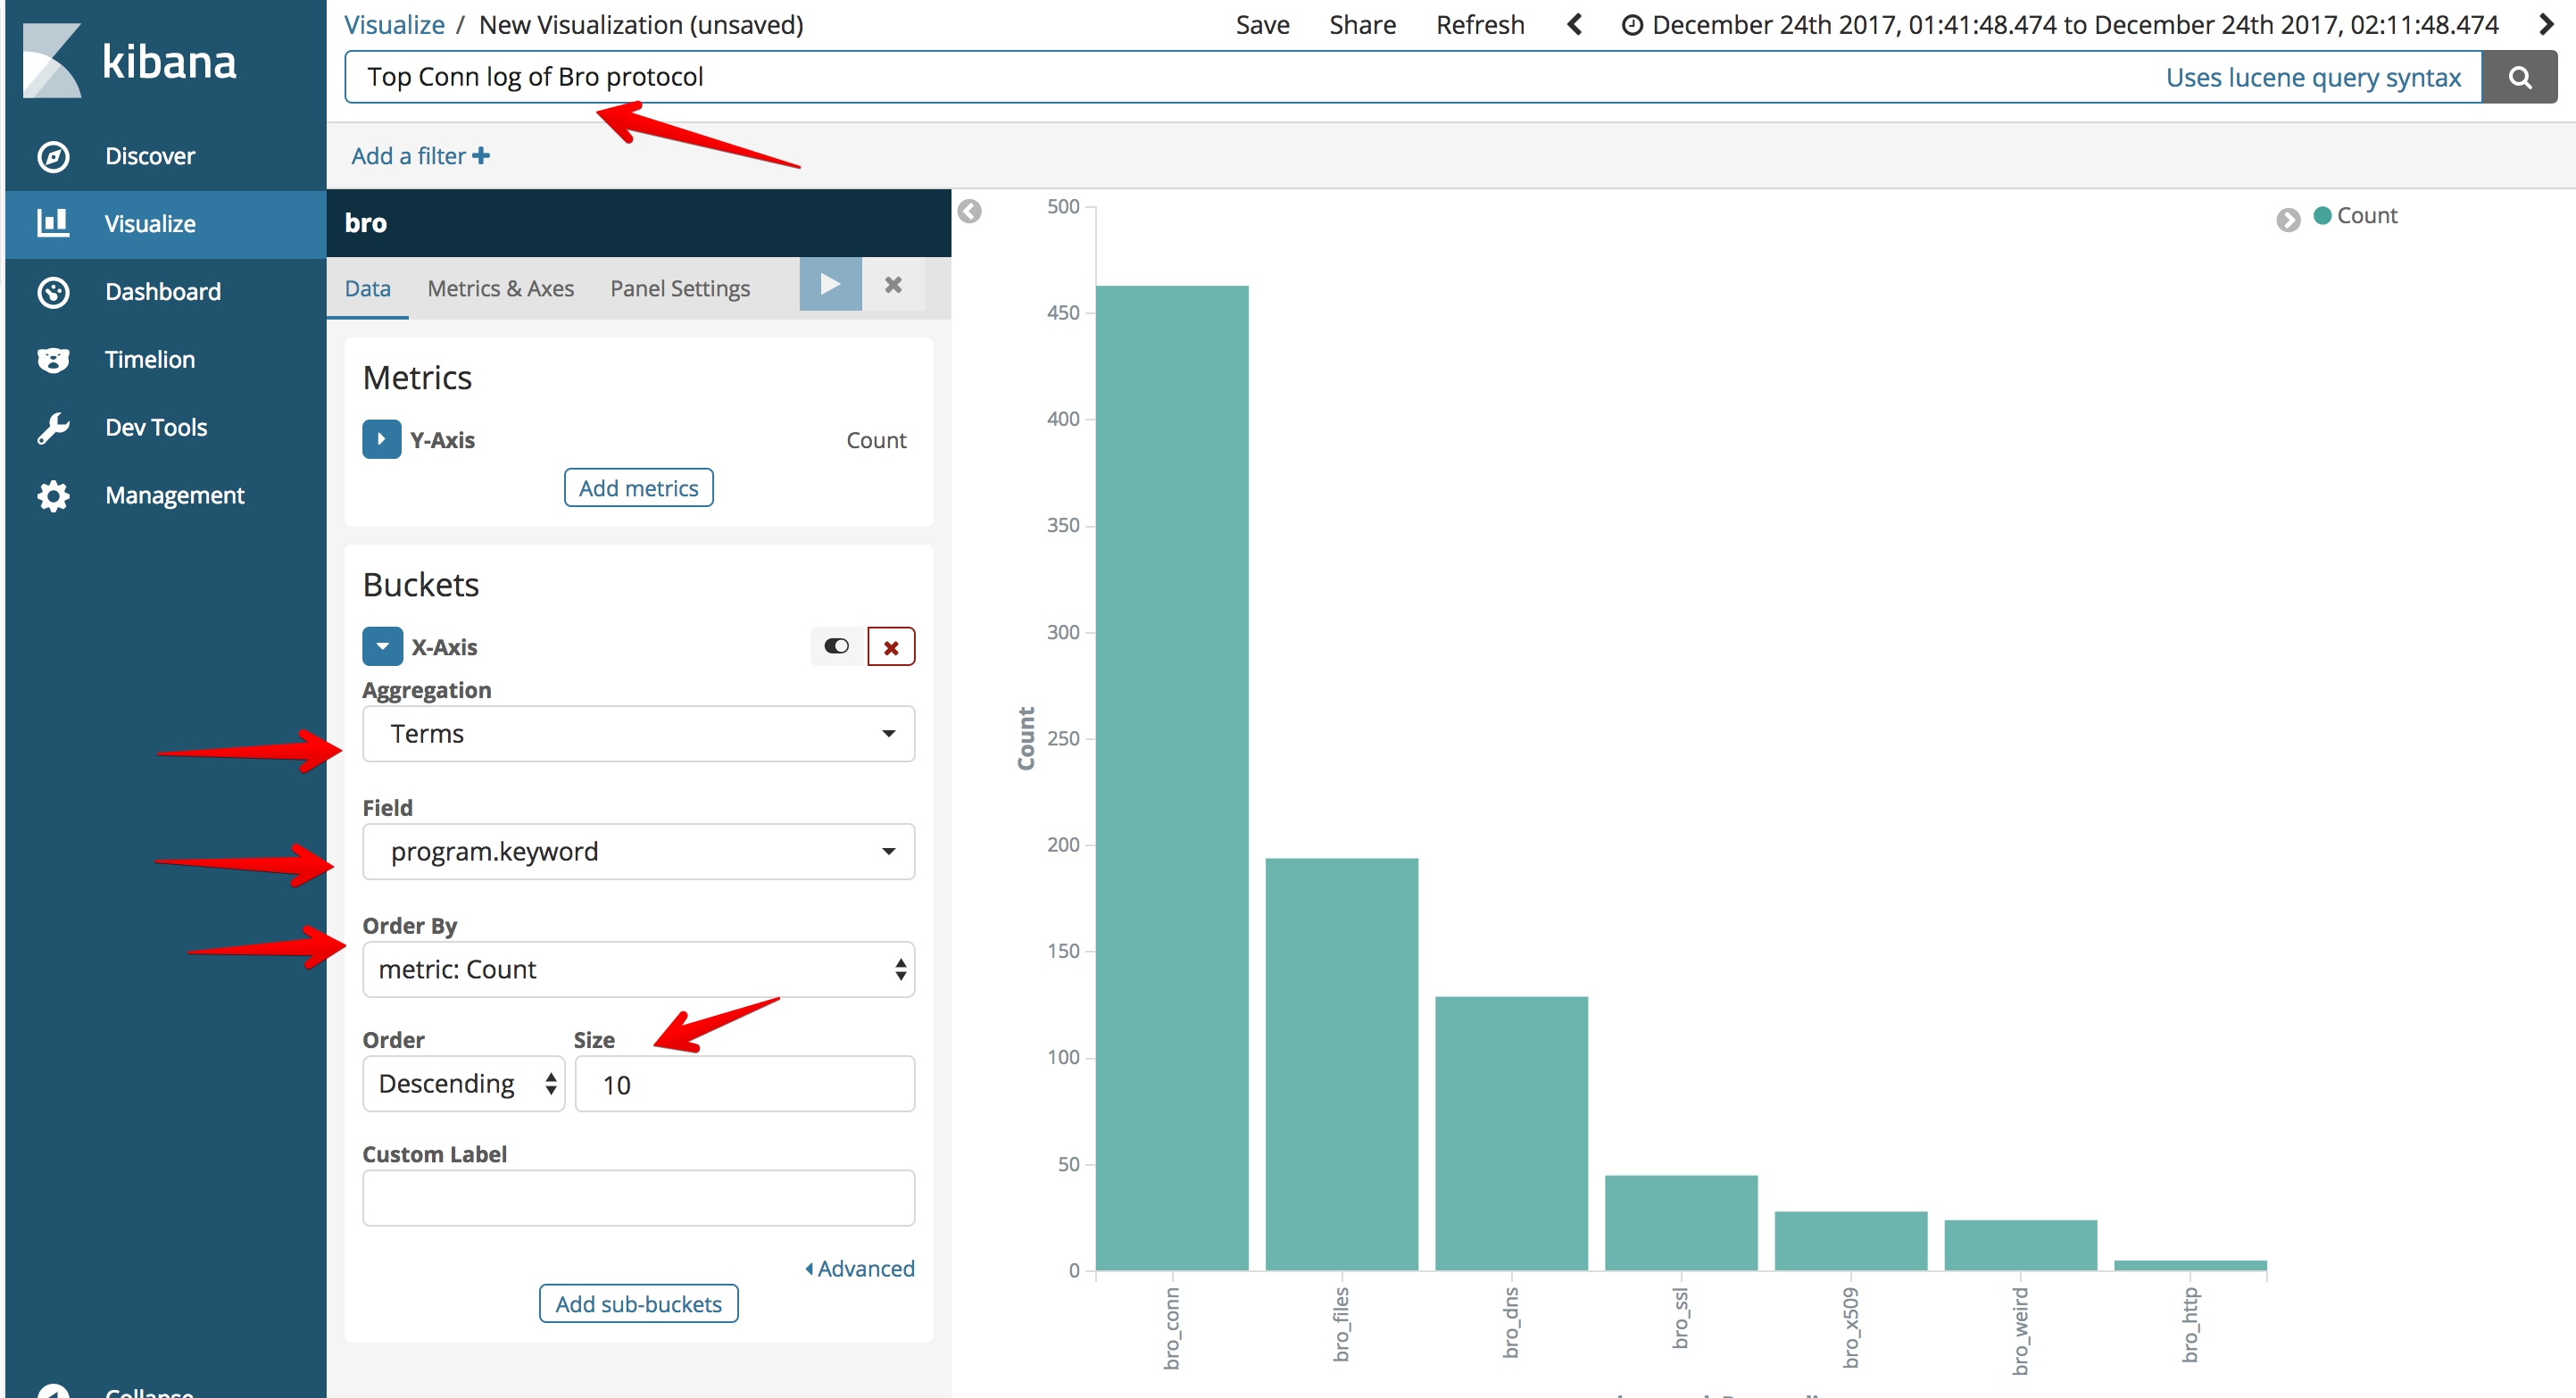 kibana
Discover
Visualize
Dashboard
Timelion
Dev Tools
Management
Collapse
Visualize / New Visualization (unsaved)
Save Share Refresh December 24th 2017, 01:41:48.474 to December 24th 2017, 02:11:48.474
Top Conn log of Bro protocol Uses lucene query syntax
Add a filter
bro
Data Metrics & Axes Panel Settings
Metrics
Y-Axis Count
Add metrics
Buckets
X-Axis
Aggregation
Terms
Field
program.keyword
Order By
metric: Count
Order Size
Descending 10
Custom Label
Advanced
Add sub-buckets
Count
500
450
400
350
300
250
200
150
100
50
0
Count
bro_conn
bro_files
bro_dns
bro_ssl
bro_x509
bro_weird
bro_http